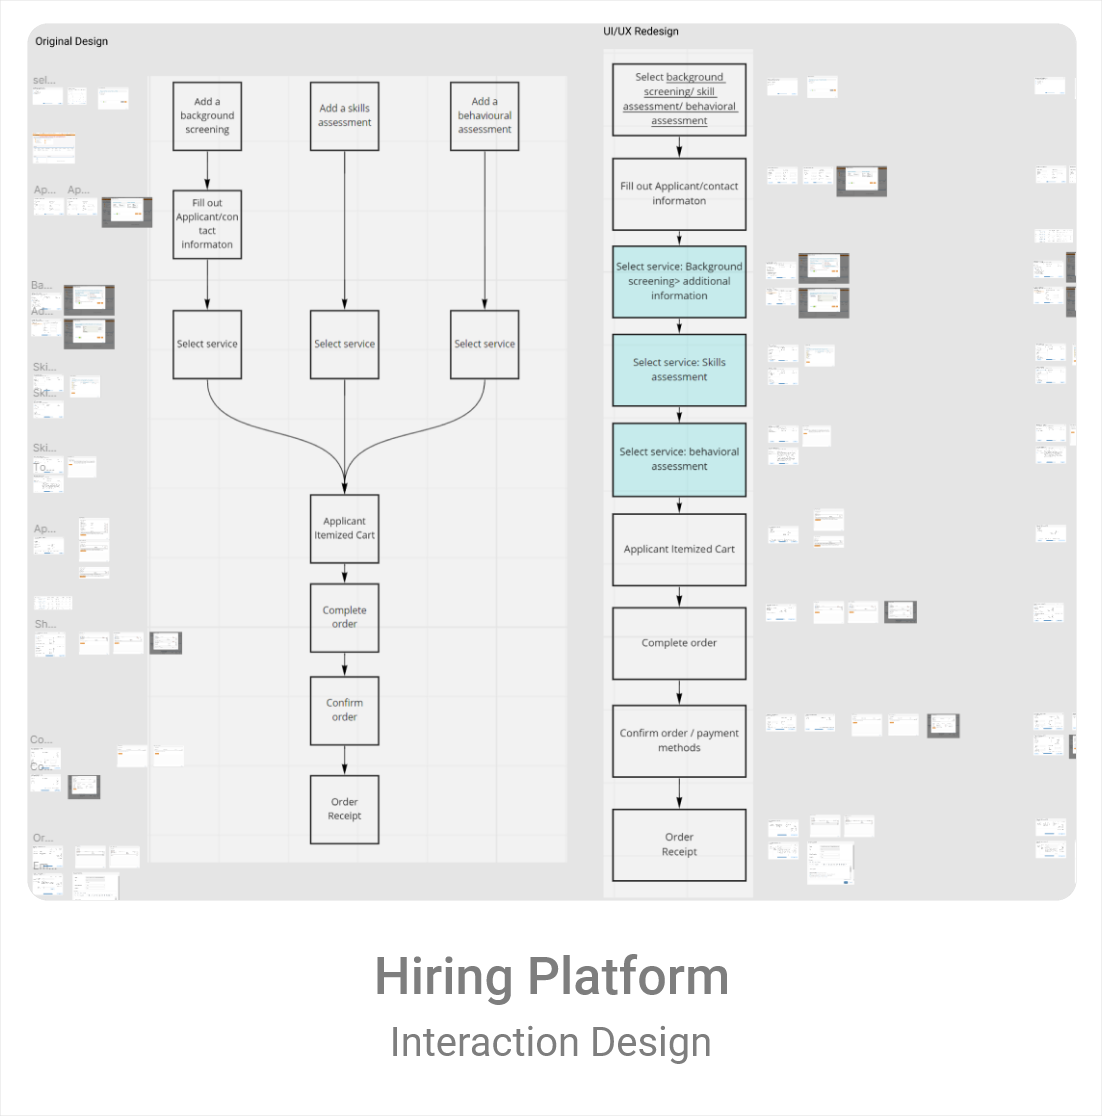 Original Design
UI/UX Redesign
sel...
Ap...
Ap...
Ba...
Ad...
Ski...
Ski...
To...
Ap...
Sh...
Co...
Co...
Or...
Add a
background
screening
Add a skills
assessment
Add a
behavioural
assessment
Fill out
Applicant/con
tact
informaton
Select service
Select service
Select service
Applicant
Itemized Cart
Complete
order
Confirm
order
Order
Receipt
Select background
screening/ skill
assessment/ behavioral
assessment
Fill out Applicant/contact
informaton
Select service: Background
screening> additional
information
Select service: Skills
assessment
Select service: behavioral
assessment
Applicant Itemized Cart
Complete order
Confirm order / payment
methods
Order
Receipt
Hiring Platform
Interaction Design